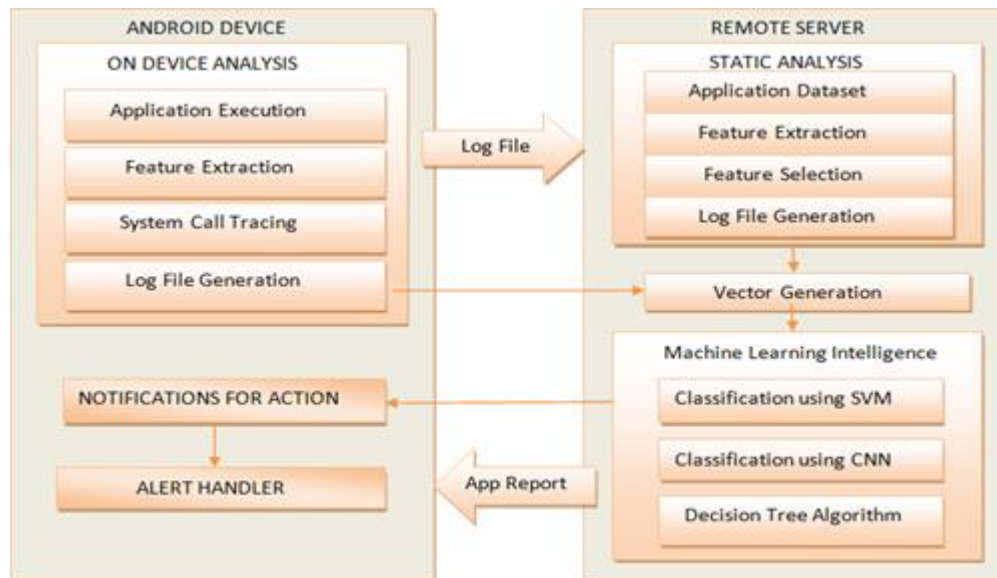 ANDROID DEVICE
ON DEVICE ANALYSIS
Application Execution
Feature Extraction
System Call Tracing
Log File Generation
NOTIFICATIONS FOR ACTION
ALERT HANDLER
Log File
App Report
REMOTE SERVER
STATIC ANALYSIS
Application Dataset
Feature Extraction
Feature Selection
Log File Generation
Vector Generation
Machine Learning Intelligence
Classification using SVM
Classification using CNN
Decision Tree Algorithm